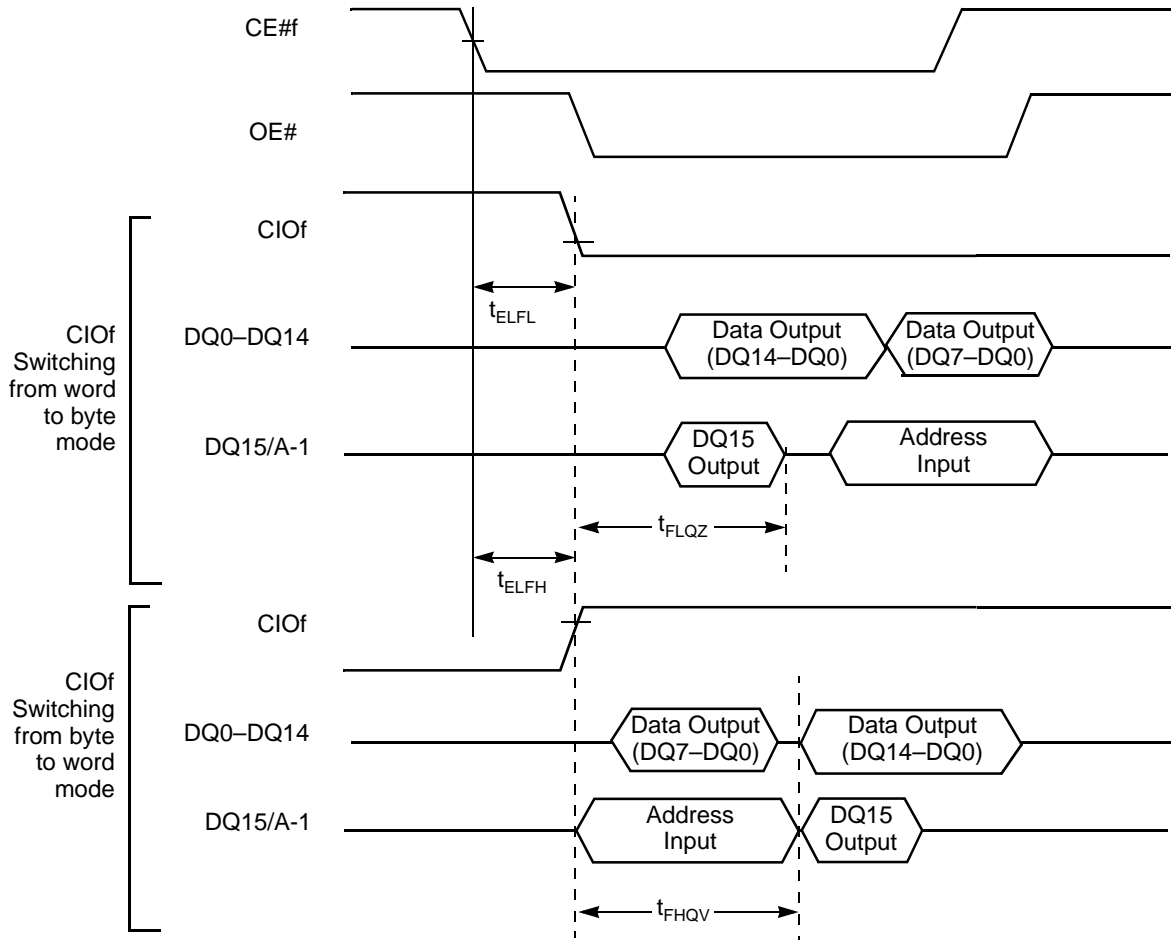 CE#f
OE#
CIOf
tELFL
CIOf
Switching
from word
to byte
mode
DQ0–DQ14
Data Output
(DQ14–DQ0)
Data Output
(DQ7–DQ0)
DQ15/A-1
DQ15
Output
Address
Input
tFLQZ
tELFH
CIOf
CIOf
Switching
from byte
to word
mode
DQ0–DQ14
Data Output
(DQ7–DQ0)
Data Output
(DQ14–DQ0)
DQ15/A-1
Address
Input
DQ15
Output
tFHQV